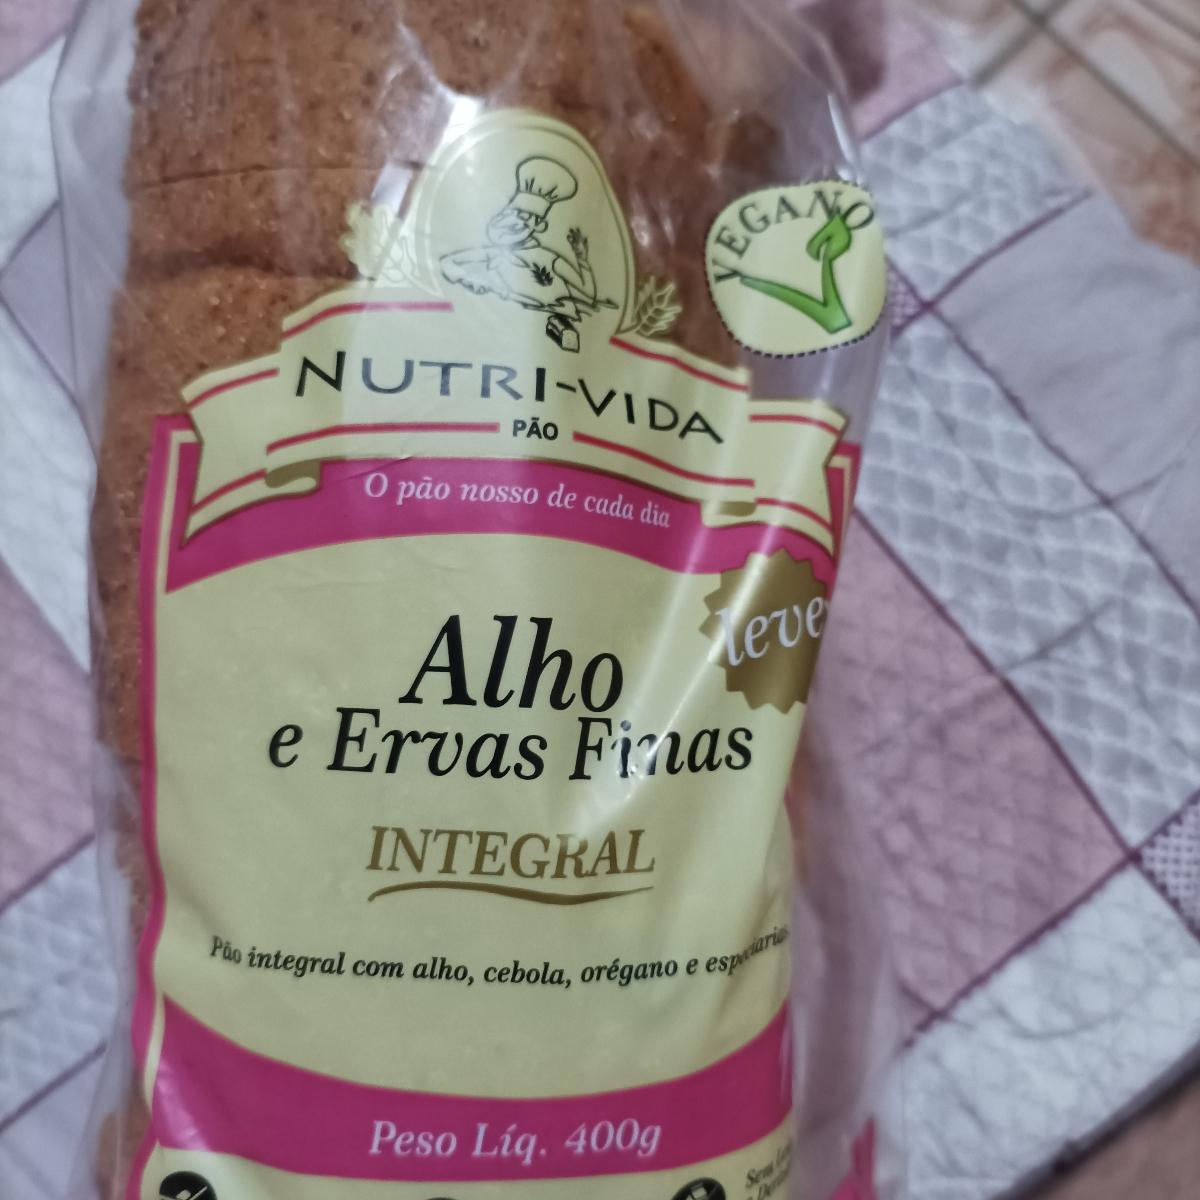 VEGANO
NUTRI-VIDA
PÃO
O pão nosso de cada dia
leve
Alho
e Ervas Finas
INTEGRAL
Pão integral com alho, cebola, orégano e especiarias.
Peso Líq. 400g
Sem